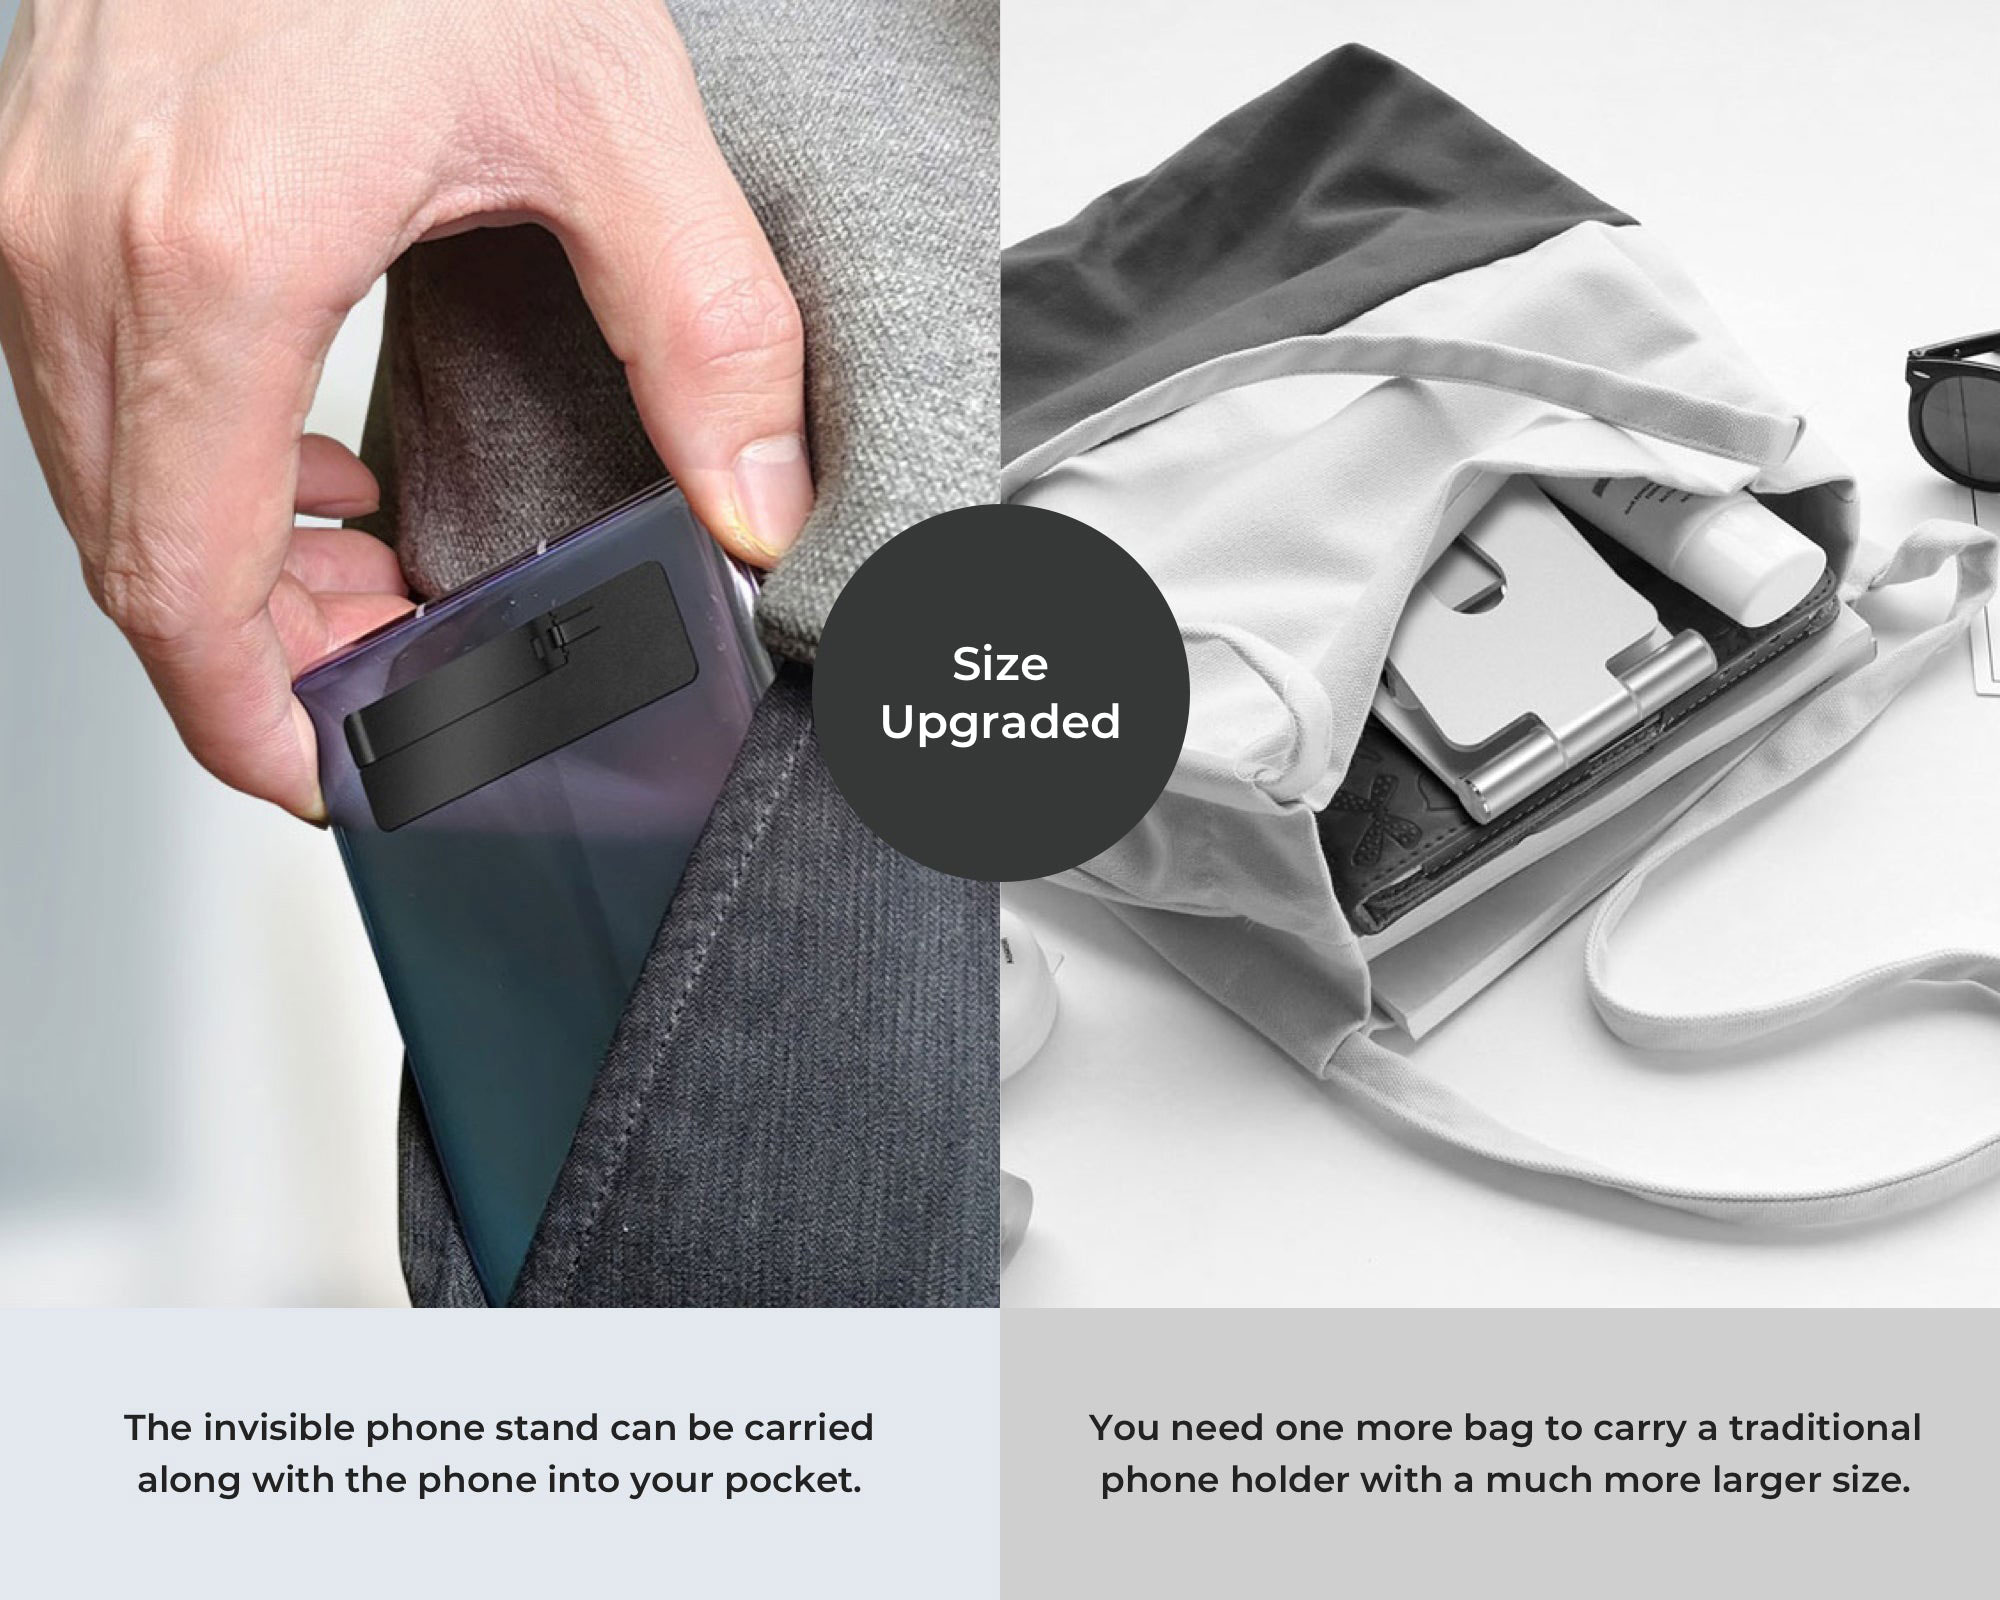 Size
Upgraded
The invisible phone stand can be carried
along with the phone into your pocket.
You need one more bag to carry a traditional
phone holder with a much more larger size.